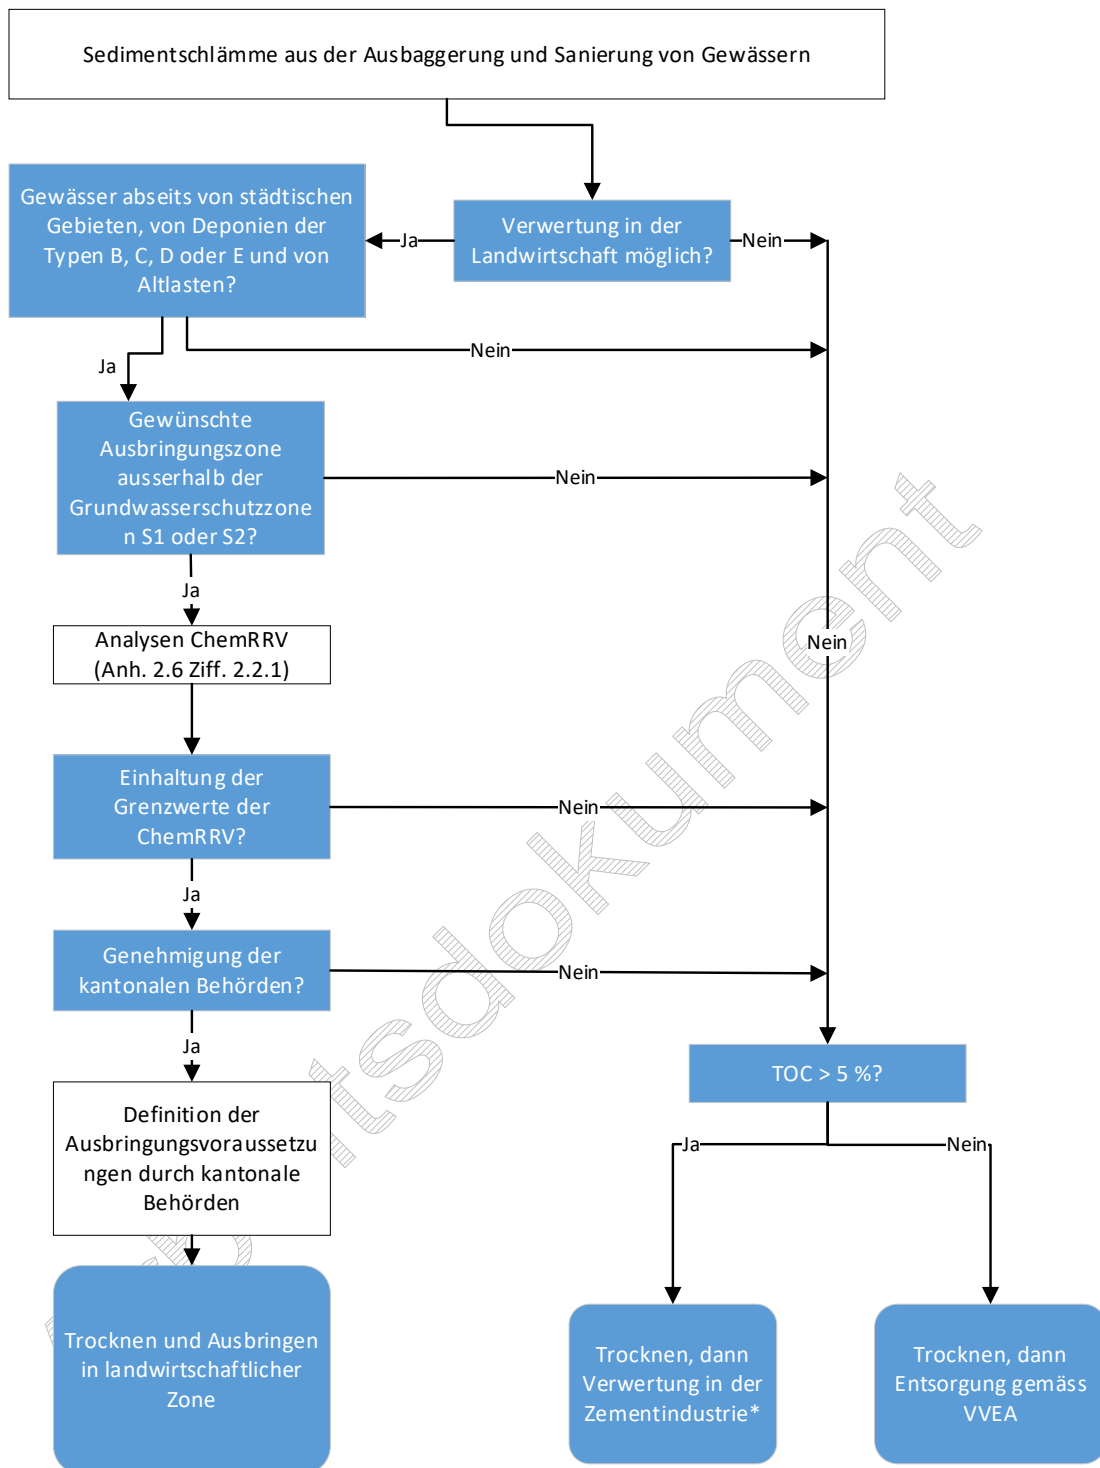 Sedimentschlämme aus der Ausbaggerung und Sanierung von Gewässern
Gewässer abseits von städtischen
Gebieten, von Deponien der
Typen B, C, D oder E und von
Altlasten?
Ja
Verwertung in der
Landwirtschaft möglich?
Nein
Nein
Ja
Gewünschte
Ausbringungszone
ausserhalb der
Grundwasserschutzzone
n S1 oder S2?
Nein
Ja
Analysen ChemRRV
(Anh. 2.6 Ziff. 2.2.1)
Nein
Einhaltung der
Grenzwerte der
ChemRRV?
Nein
Ja
Genehmigung der
kantonalen Behörden?
Nein
Ja
TOC > 5 %?
Definition der
Ausbringungsvoraussetzu
ngen durch kantonale
Behörden
Ja
Nein
Trocknen und Ausbringen
in landwirtschaftlicher
Zone
Trocknen, dann
Verwertung in der
Zementindustrie*
Trocknen, dann
Entsorgung gemäss
VVEA